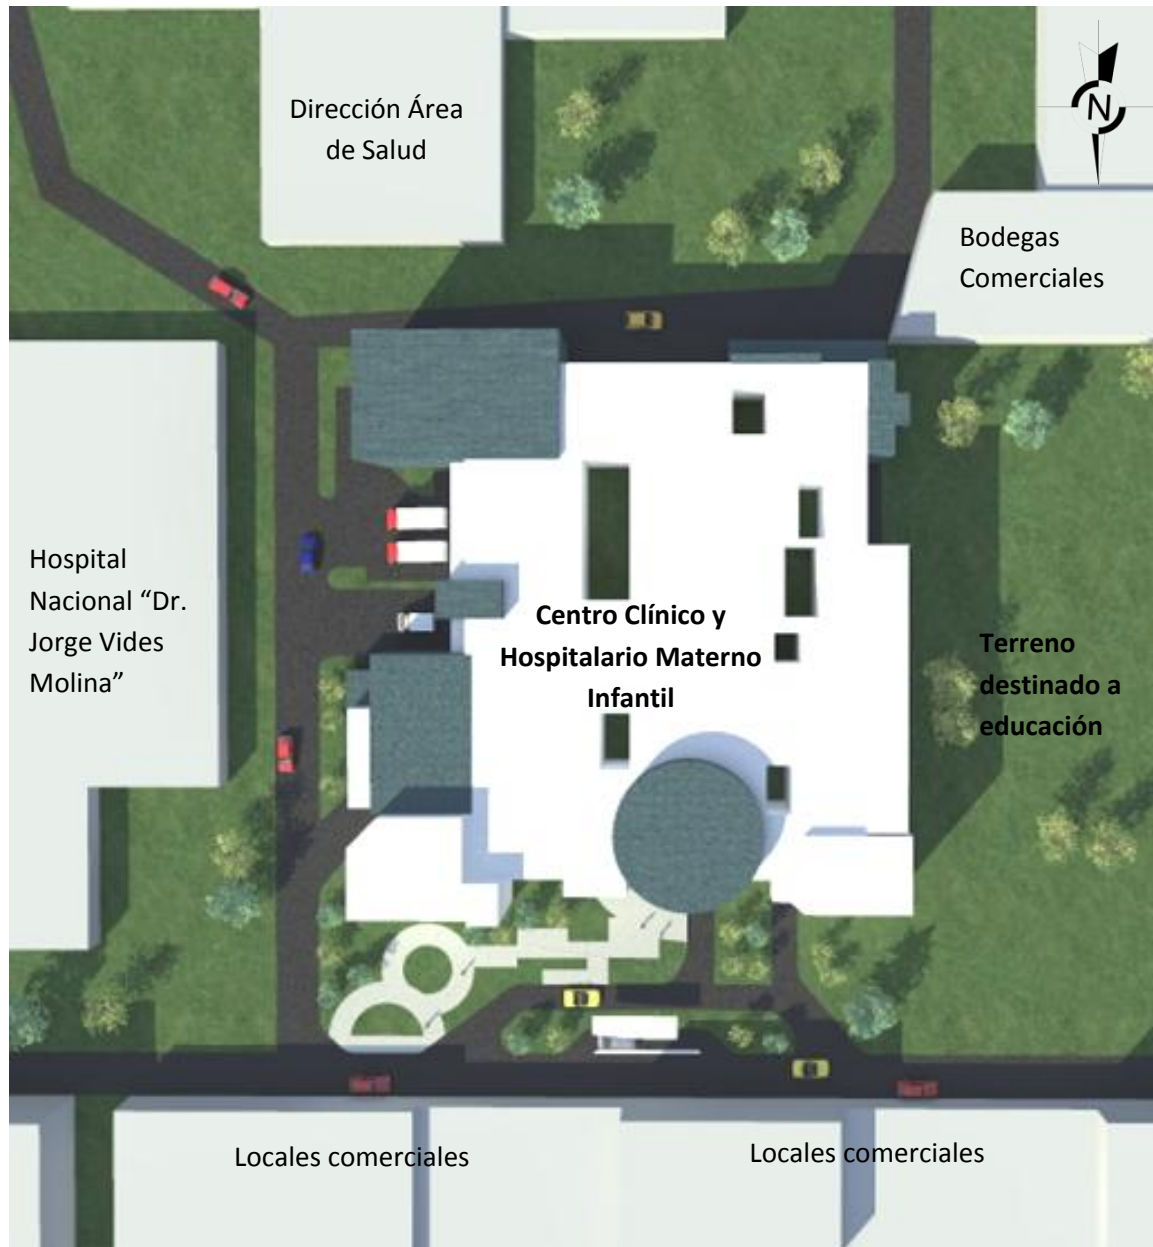 Dirección Área
de Salud
N
Bodegas
Comerciales
Hospital
Nacional “Dr.
Jorge Vides
Molina”
Centro Clínico y
Hospitalario Materno
Infantil
Terreno
destinado a
educación
Locales comerciales
Locales comerciales